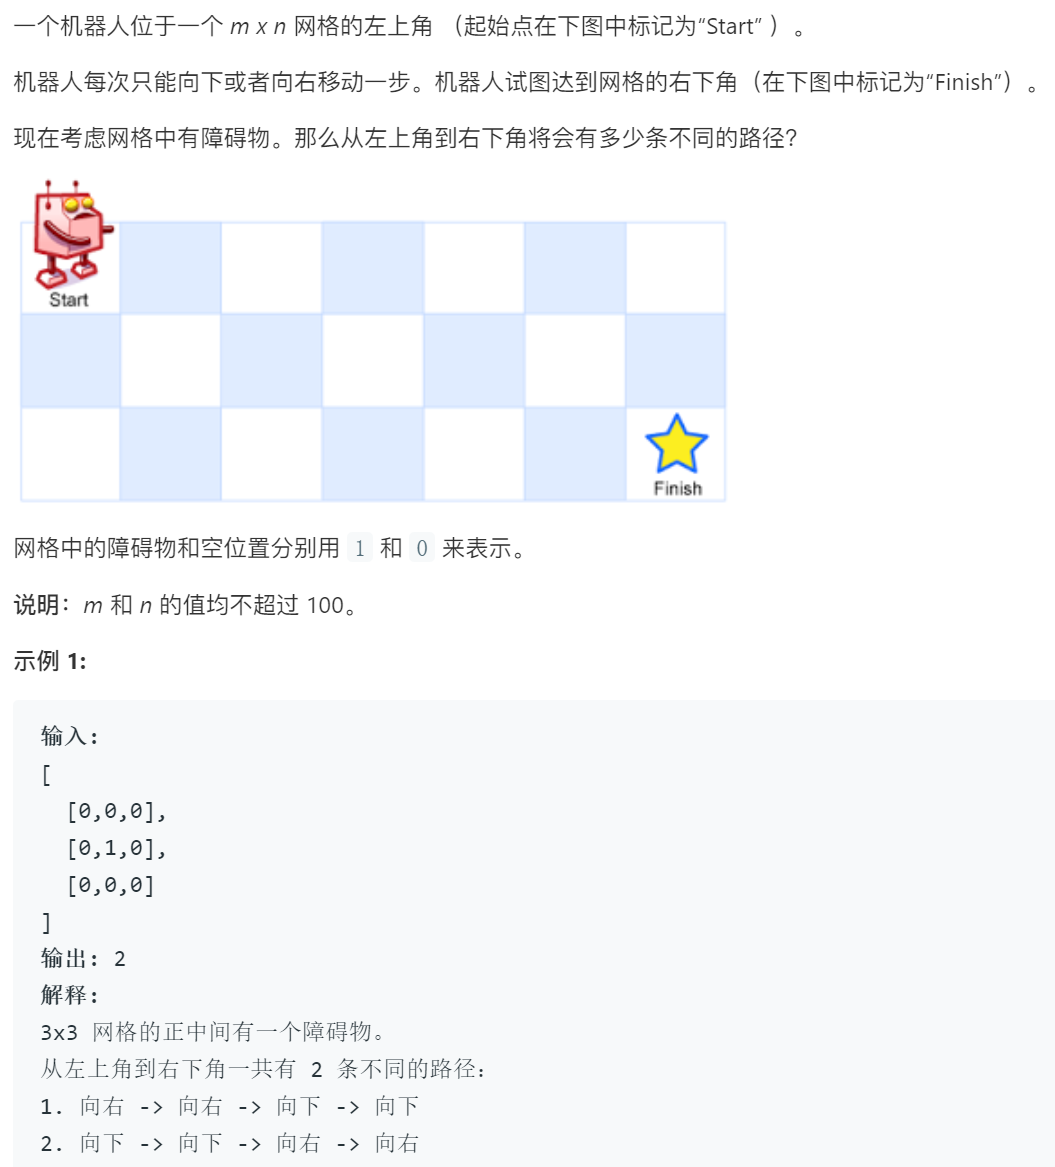 一个机器人位于一个 m x n 网格的左上角 （起始点在下图中标记为“Start” ）。
机器人每次只能向下或者向右移动一步。机器人试图达到网格的右下角（在下图中标记为“Finish”）。
现在考虑网格中有障碍物。那么从左上角到右下角将会有多少条不同的路径？
Start
Finish
网格中的障碍物和空位置分别用 1 和 0 来表示。
说明：m 和 n 的值均不超过 100。
示例 1:
输入:
[
  [0,0,0],
  [0,1,0],
  [0,0,0]
]
输出: 2
解释:
3x3 网格的正中间有一个障碍物。
从左上角到右下角一共有 2 条不同的路径:
1. 向右 -> 向右 -> 向下 -> 向下
2. 向下 -> 向下 -> 向右 -> 向右